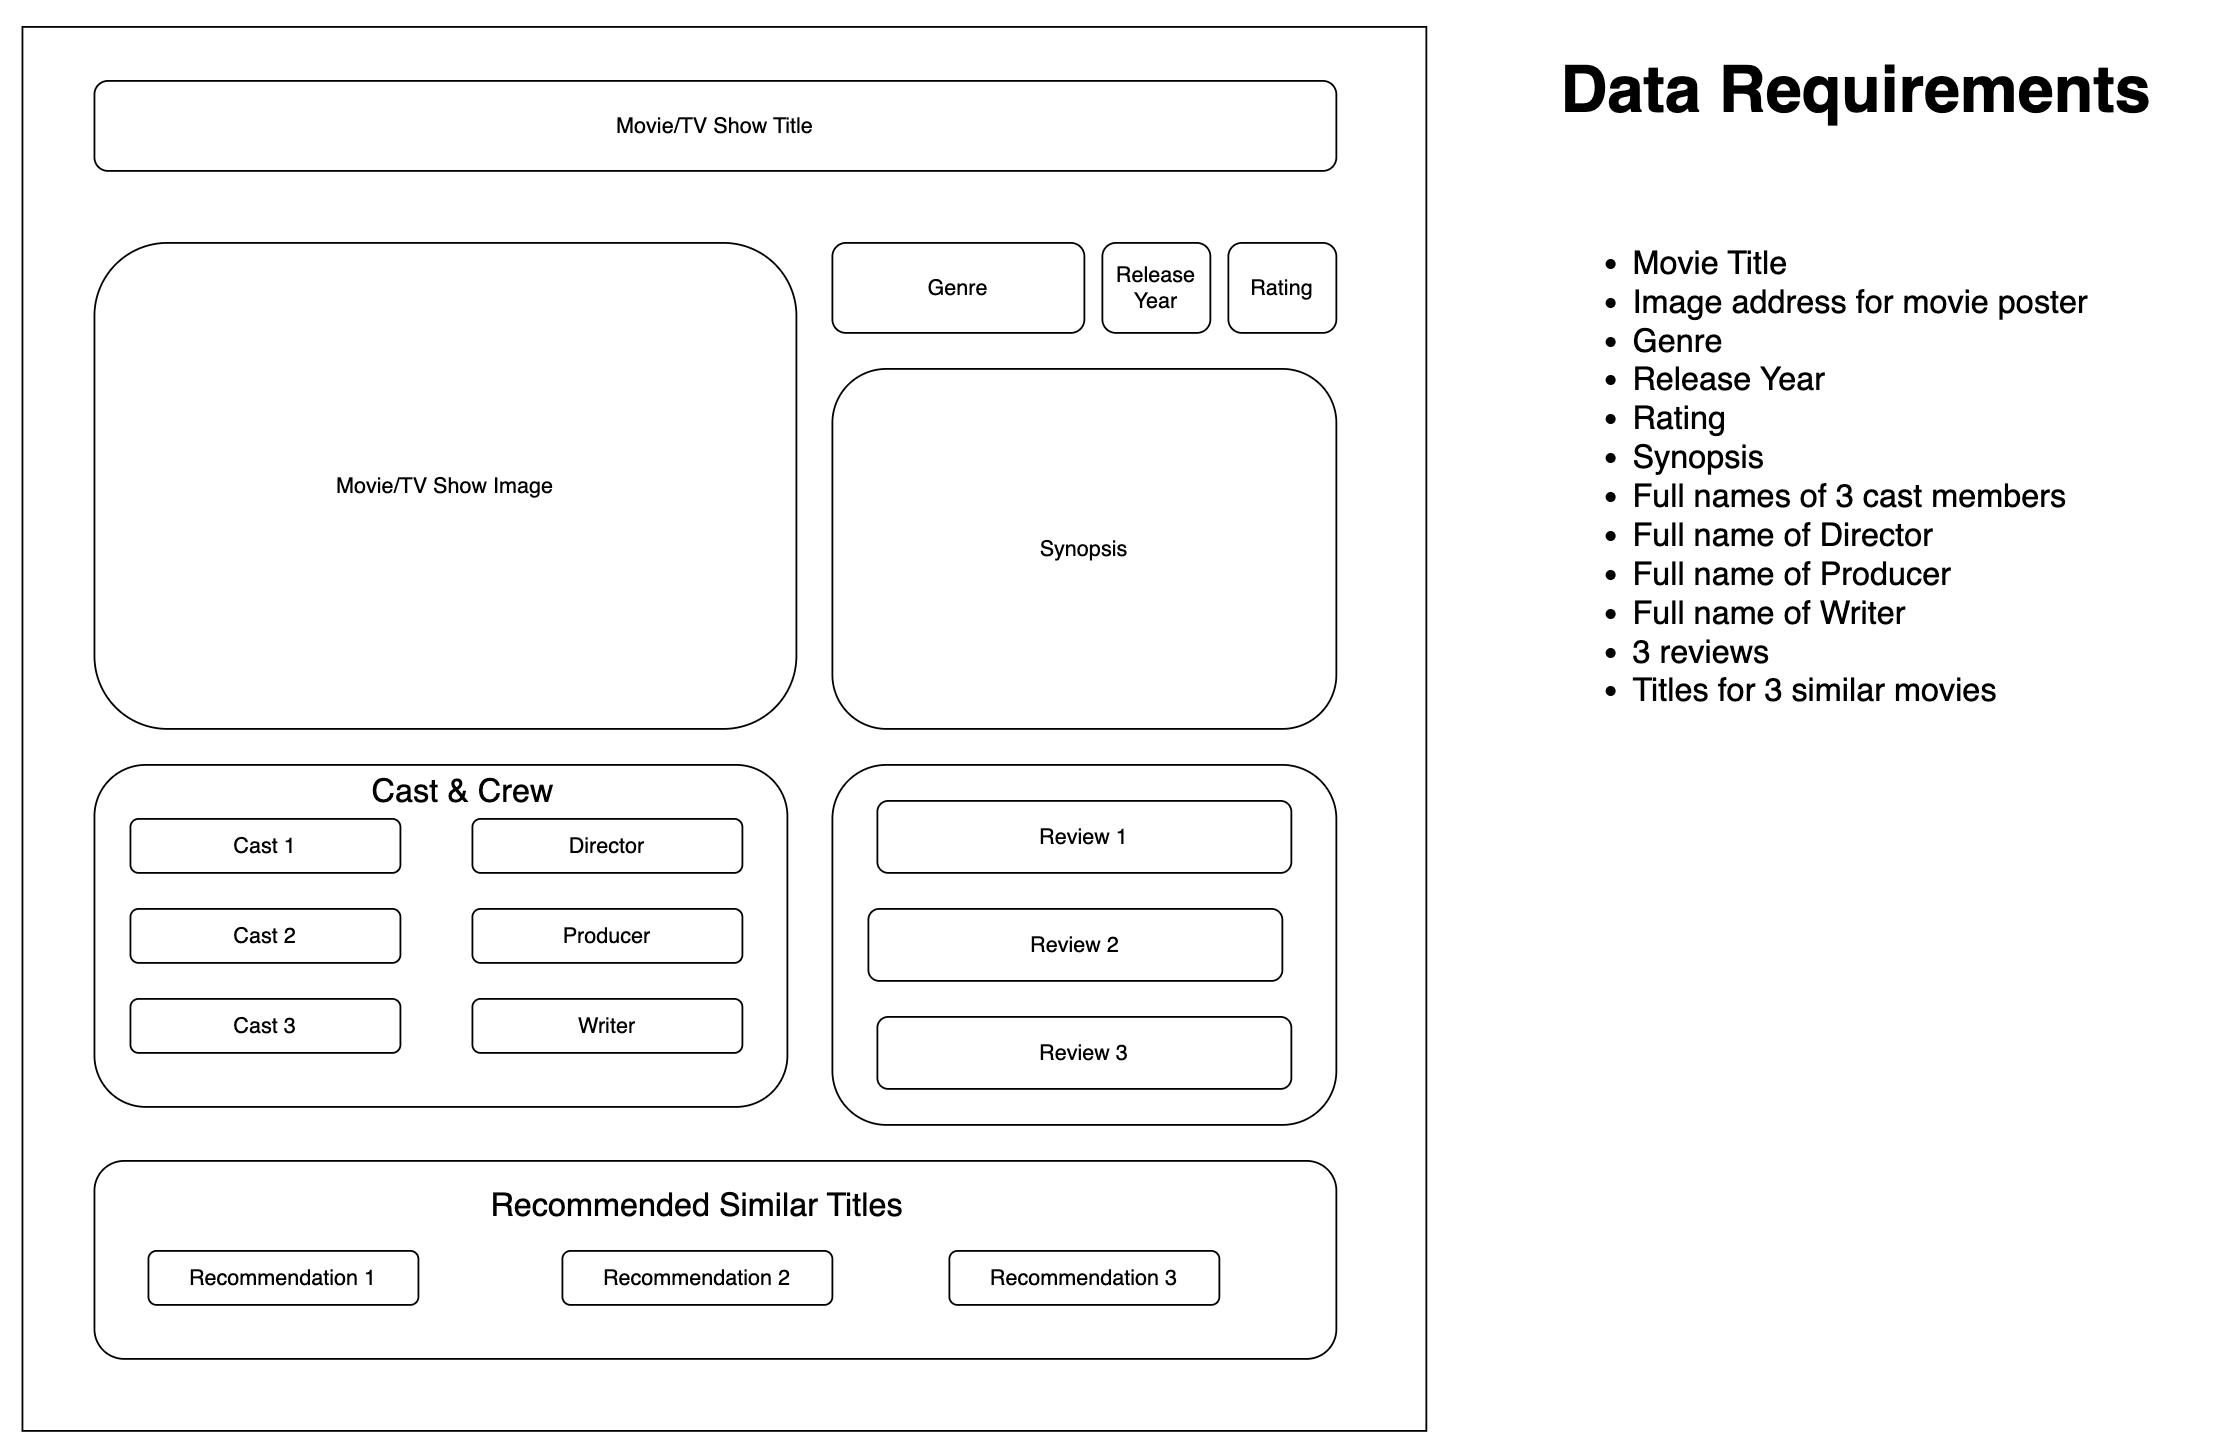 Movie/TV Show Title
Movie/TV Show Image
Genre
Release
Year
Rating
Synopsis
Cast & Crew
Cast 1
Director
Cast 2
Producer
Cast 3
Writer
Review 1
Review 2
Review 3
Recommended Similar Titles
Recommendation 1
Recommendation 2
Recommendation 3
Data Requirements
• Movie Title
• Image address for movie poster
• Genre
• Release Year
• Rating
• Synopsis
• Full names of 3 cast members
• Full name of Director
• Full name of Producer
• Full name of Writer
• 3 reviews
• Titles for 3 similar movies